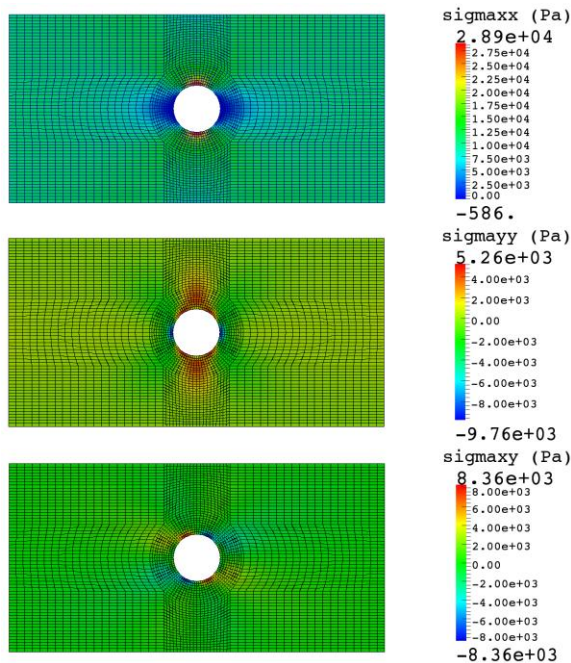 sigmaxx (Pa)
2.89e+04
2.75e+04
2.50e+04
2.25e+04
2.00e+04
1.75e+04
1.50e+04
1.25e+04
1.00e+04
7.50e+03
5.00e+03
2.50e+03
0.00
-586.
sigmayy (Pa)
5.26e+03
4.00e+03
2.00e+03
0.00
-2.00e+03
-4.00e+03
-6.00e+03
-8.00e+03
-9.76e+03
sigmaxy (Pa)
8.36e+03
8.00e+03
6.00e+03
4.00e+03
2.00e+03
0.00
-2.00e+03
-4.00e+03
-6.00e+03
-8.00e+03
-8.36e+03